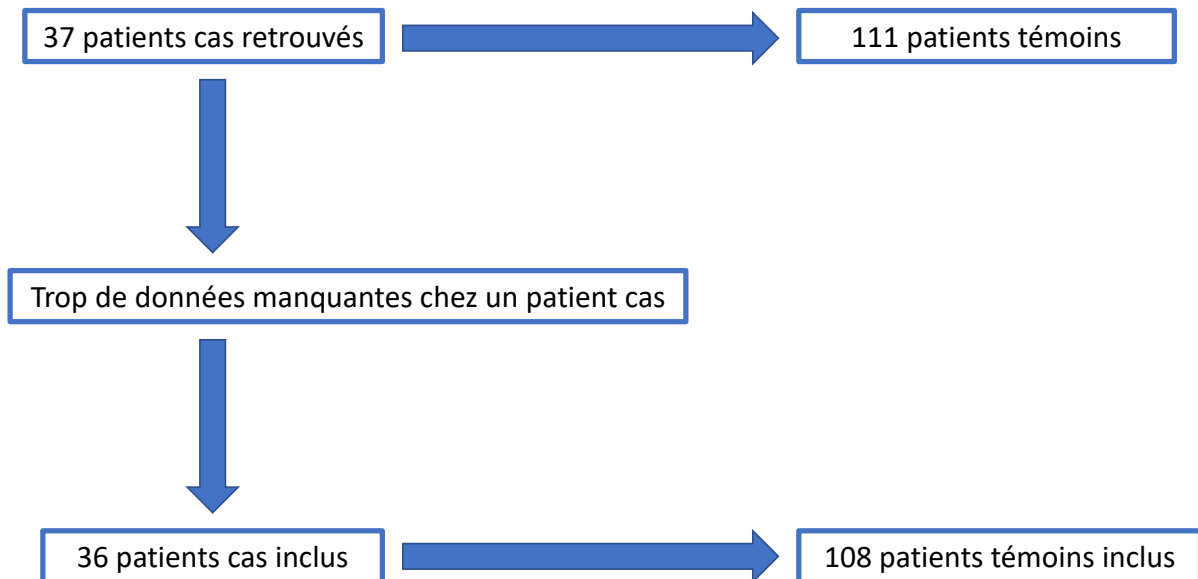 37 patients cas retrouvés
111 patients témoins
Trop de données manquantes chez un patient cas
36 patients cas inclus
108 patients témoins inclus